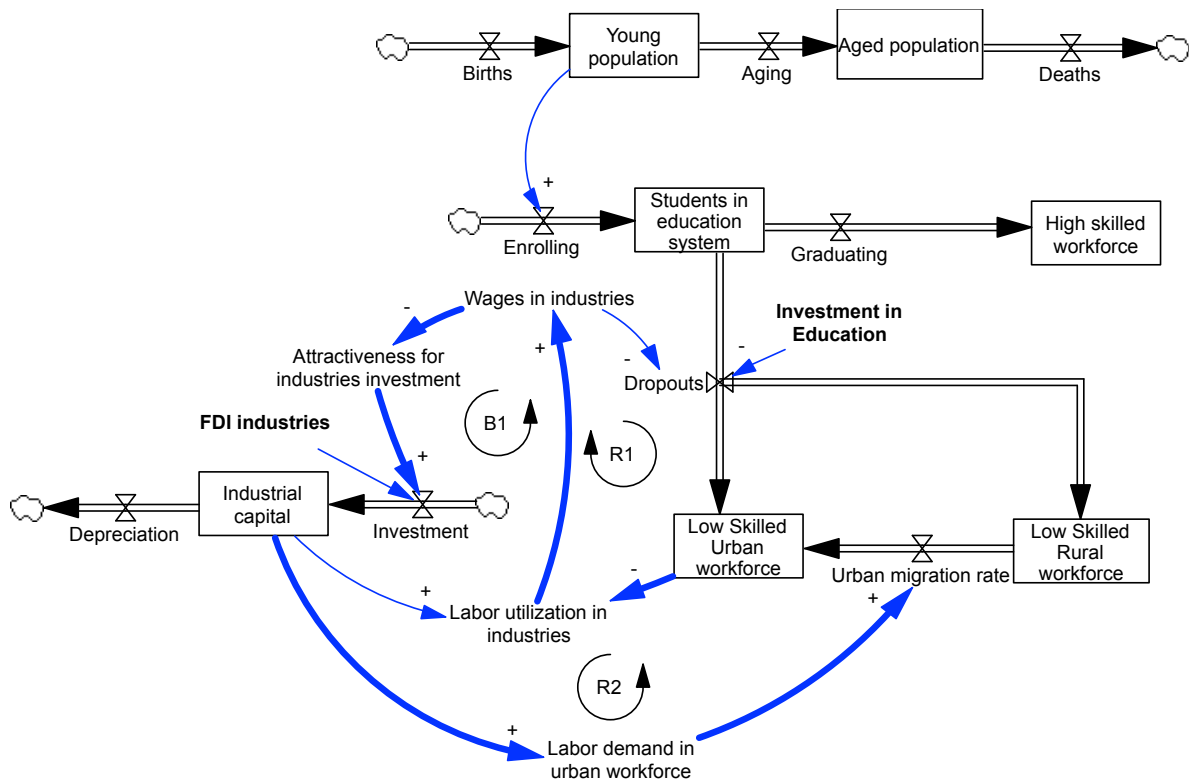 Young
population
Aged population
Births
Aging
Deaths
+
Students in
education
system
High skilled
workforce
Enrolling
Graduating
-
Wages in industries
Investment in
Education
+
-
-
Attractiveness for
industries investment
Dropouts
FDI industries
B1
R1
+
Industrial
capital
Depreciation
Investment
Low Skilled
Urban
workforce
Low Skilled
Rural
workforce
Urban migration rate
-
+
+
Labor utilization in
industries
R2
+
Labor demand in
urban workforce